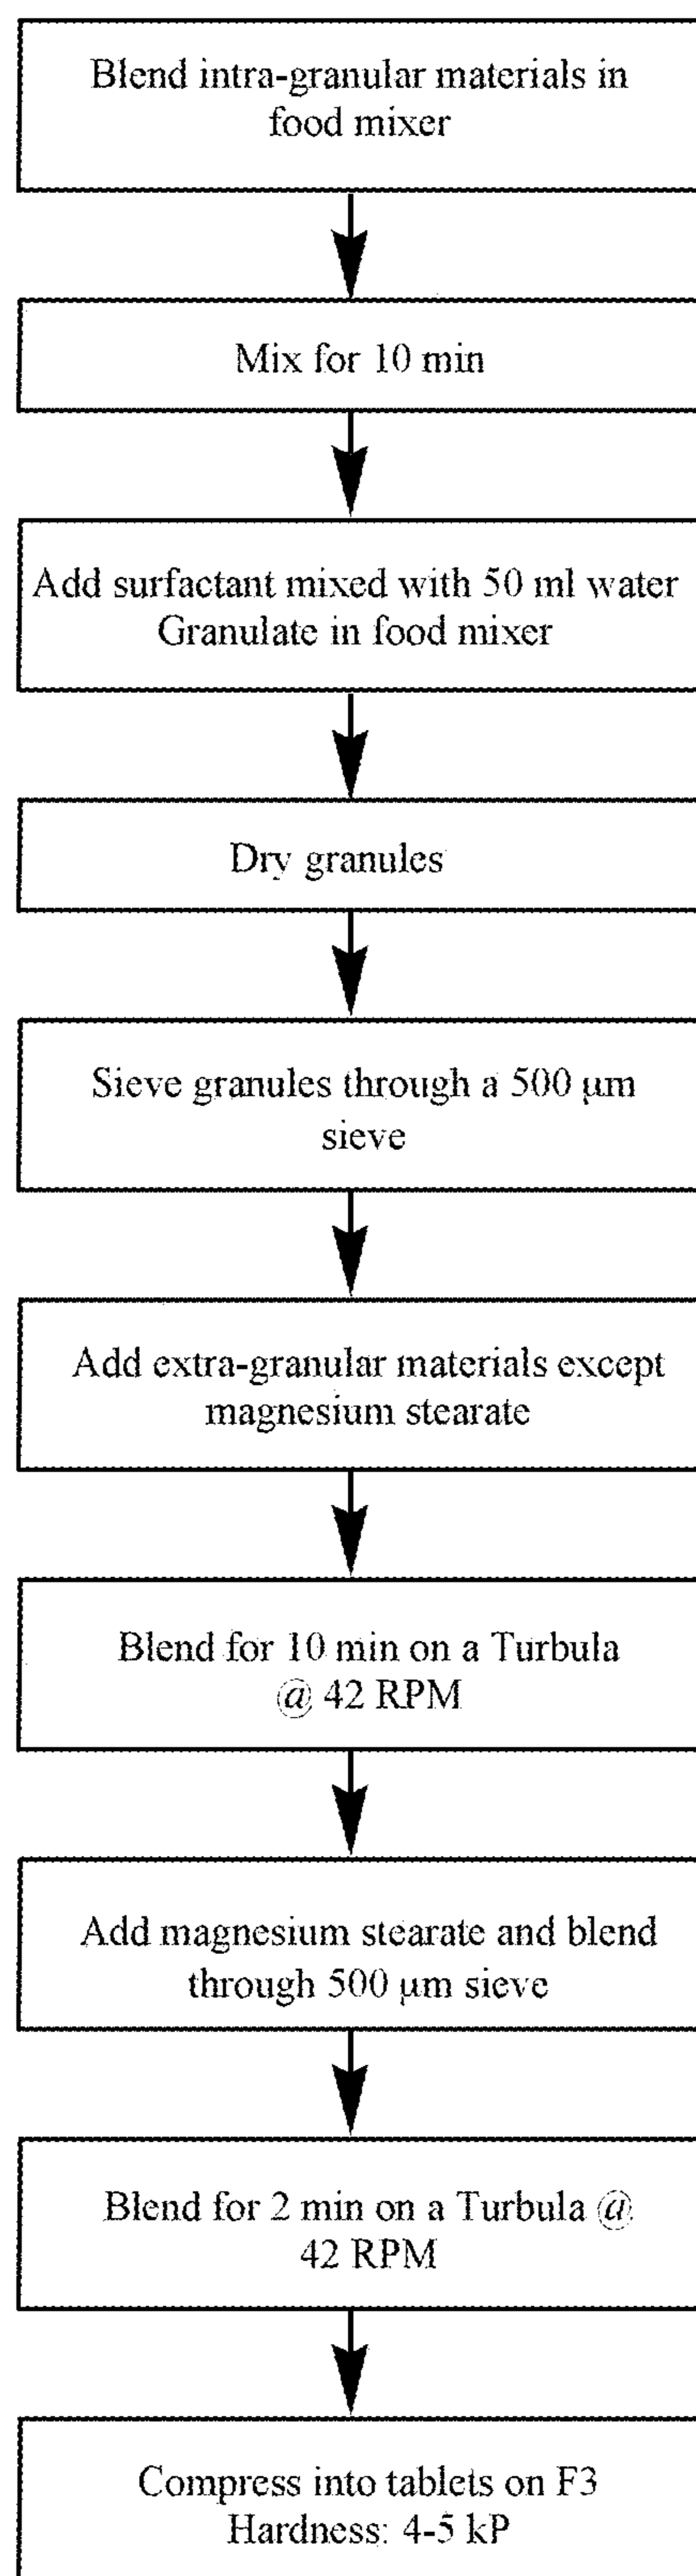 Blend intra-granular materials in
food mixer
Mix for 10 min
Add surfactant mixed with 50 ml water
Granulate in food mixer
Dry granules
Sieve granules through a 500 μm
sieve
Add extra-granular materials except
magnesium stearate
Blend for 10 min on a Turbula
@ 42 RPM
Add magnesium stearate and blend
through 500 μm sieve
Blend for 2 min on a Turbula @
42 RPM
Compress into tablets on F3
Hardness: 4-5 kP